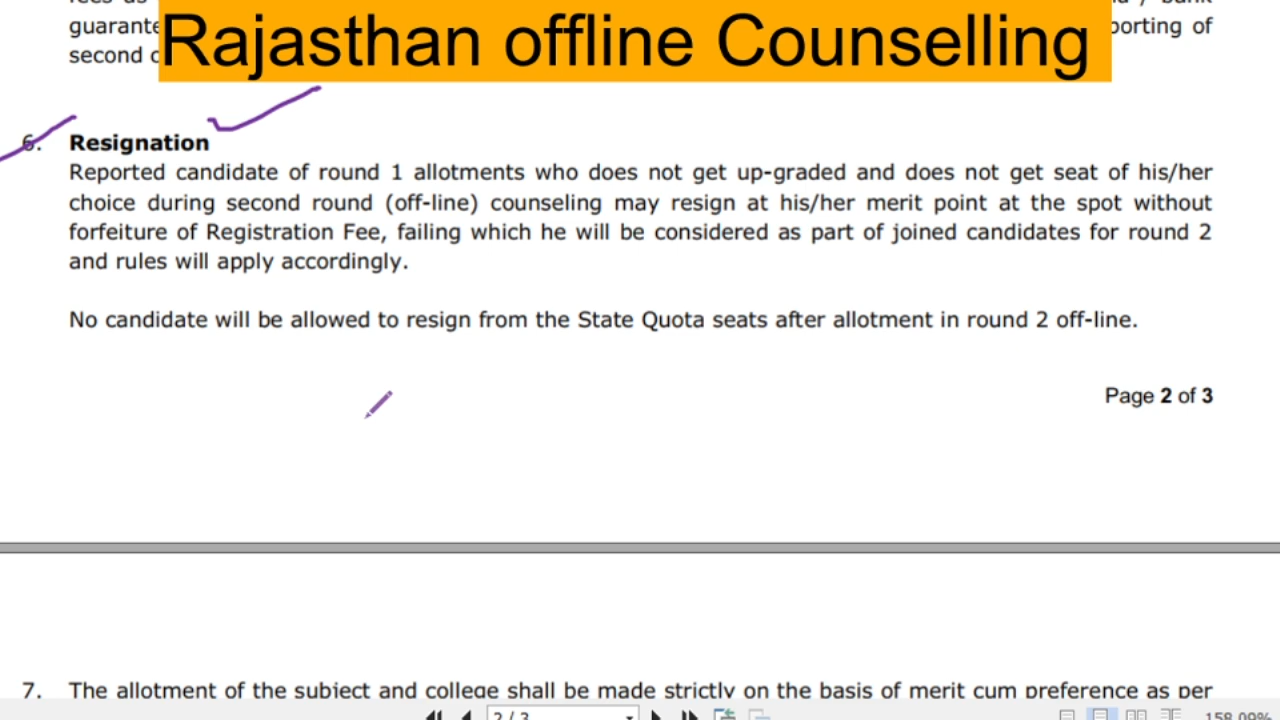 Rajasthan offline Counselling
guarante porting of
second
6. Resignation
Reported candidate of round 1 allotments who does not get up-graded and does not get seat of his/her
choice during second round (off-line) counseling may resign at his/her merit point at the spot without
forfeiture of Registration Fee, failing which he will be considered as part of joined candidates for round 2
and rules will apply accordingly.
No candidate will be allowed to resign from the State Quota seats after allotment in round 2 off-line.
Page 2 of 3
7. The allotment of the subject and college shall be made strictly on the basis of merit cum preference as per
2 / 3
158.09%